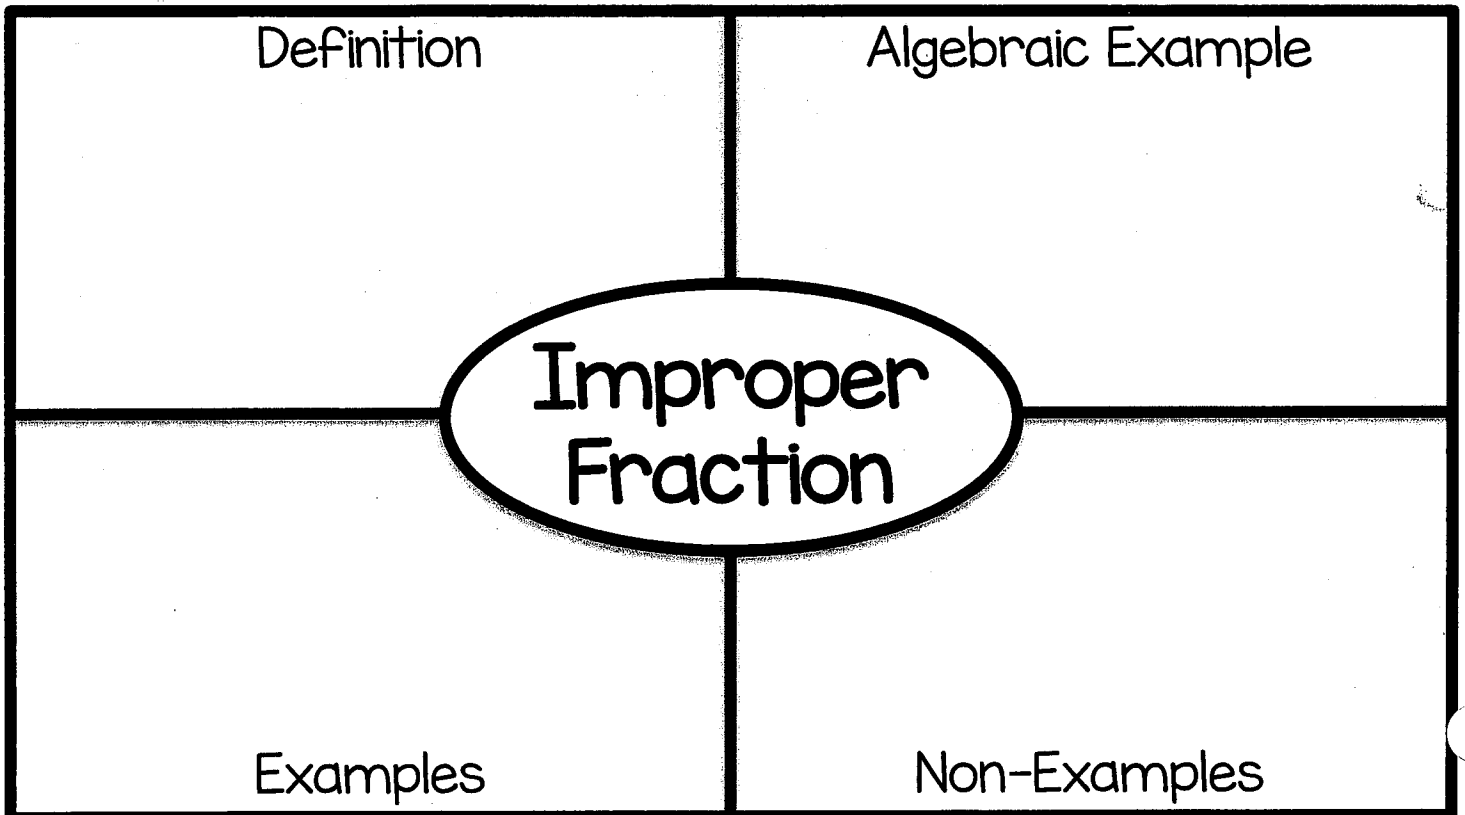 Definition
Algebraic Example
Improper
Fraction
Examples
Non-Examples